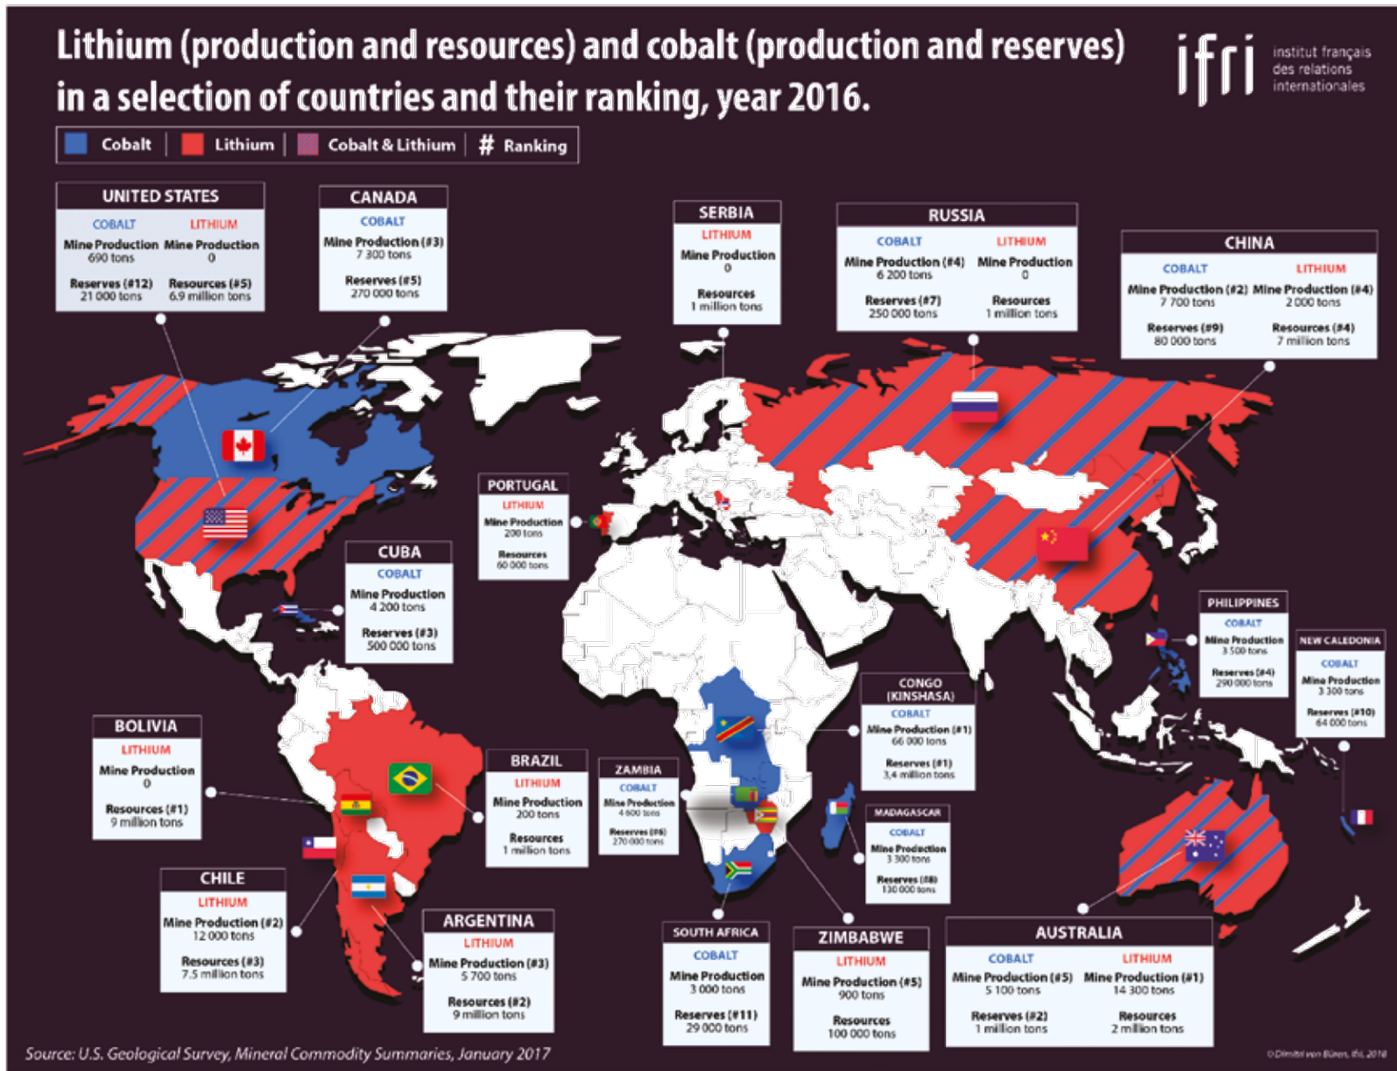 Lithium (production and resources) and cobalt (production and reserves)
in a selection of countries and their ranking, year 2016.
ifri
institut français
des relations
internationales
Cobalt
Lithium
Cobalt & Lithium
# Ranking
UNITED STATES
COBALT LITHIUM
Mine Production Mine Production
690 tons 0
Reserves (#12) Resources (#5)
21 000 tons 6.9 million tons
CANADA
COBALT
Mine Production (#3)
7 300 tons
Reserves (#5)
270 000 tons
SERBIA
LITHIUM
Mine Production
0
Resources
1 million tons
RUSSIA
COBALT LITHIUM
Mine Production (#4) Mine Production
6 200 tons 0
Reserves (#7) Resources
250 000 tons 1 million tons
CHINA
COBALT LITHIUM
Mine Production (#2) Mine Production (#4)
7 700 tons 2 000 tons
Reserves (#9) Resources (#4)
80 000 tons 7 million tons
PORTUGAL
LITHIUM
Mine Production
200 tons
Resources
60 000 tons
CUBA
COBALT
Mine Production
4 200 tons
Reserves (#3)
500 000 tons
PHILIPPINES
COBALT
Mine Production
3 500 tons
Reserves (#4)
290 000 tons
NEW CALEDONIA
COBALT
Mine Production
3 300 tons
Reserves (#10)
64 000 tons
CONGO
(KINSHASA)
COBALT
Mine Production (#1)
66 000 tons
Reserves (#1)
3,4 million tons
BOLIVIA
LITHIUM
Mine Production
0
Resources (#1)
9 million tons
BRAZIL
LITHIUM
Mine Production
200 tons
Resources
1 million tons
ZAMBIA
COBALT
Mine Production
4 600 tons
Reserves (#6)
270 000 tons
MADAGASCAR
COBALT
Mine Production
3 300 tons
Reserves (#8)
130 000 tons
CHILE
LITHIUM
Mine Production (#2)
12 000 tons
Resources (#3)
7.5 million tons
ARGENTINA
LITHIUM
Mine Production (#3)
5 700 tons
Resources (#2)
9 million tons
SOUTH AFRICA
COBALT
Mine Production
3 000 tons
Reserves (#11)
29 000 tons
ZIMBABWE
LITHIUM
Mine Production (#5)
900 tons
Resources
100 000 tons
AUSTRALIA
COBALT LITHIUM
Mine Production (#5) Mine Production (#1)
5 100 tons 14 300 tons
Reserves (#2) Resources
1 million tons 2 million tons
Source: U.S. Geological Survey, Mineral Commodity Summaries, January 2017
© Dimitri von Büren, Ifri, 2018